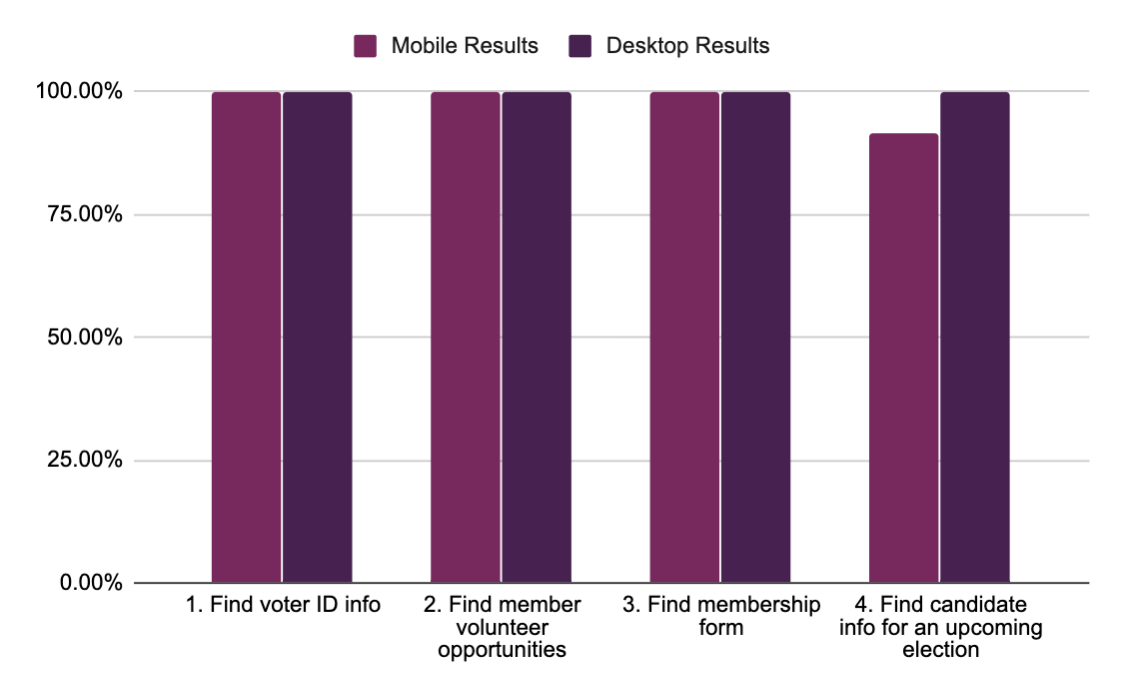 Mobile Results Desktop Results
100.00%
75.00%
50.00%
25.00%
0.00%
1. Find voter ID info
2. Find member
volunteer
opportunities
3. Find membership
form
4. Find candidate
info for an upcoming
election